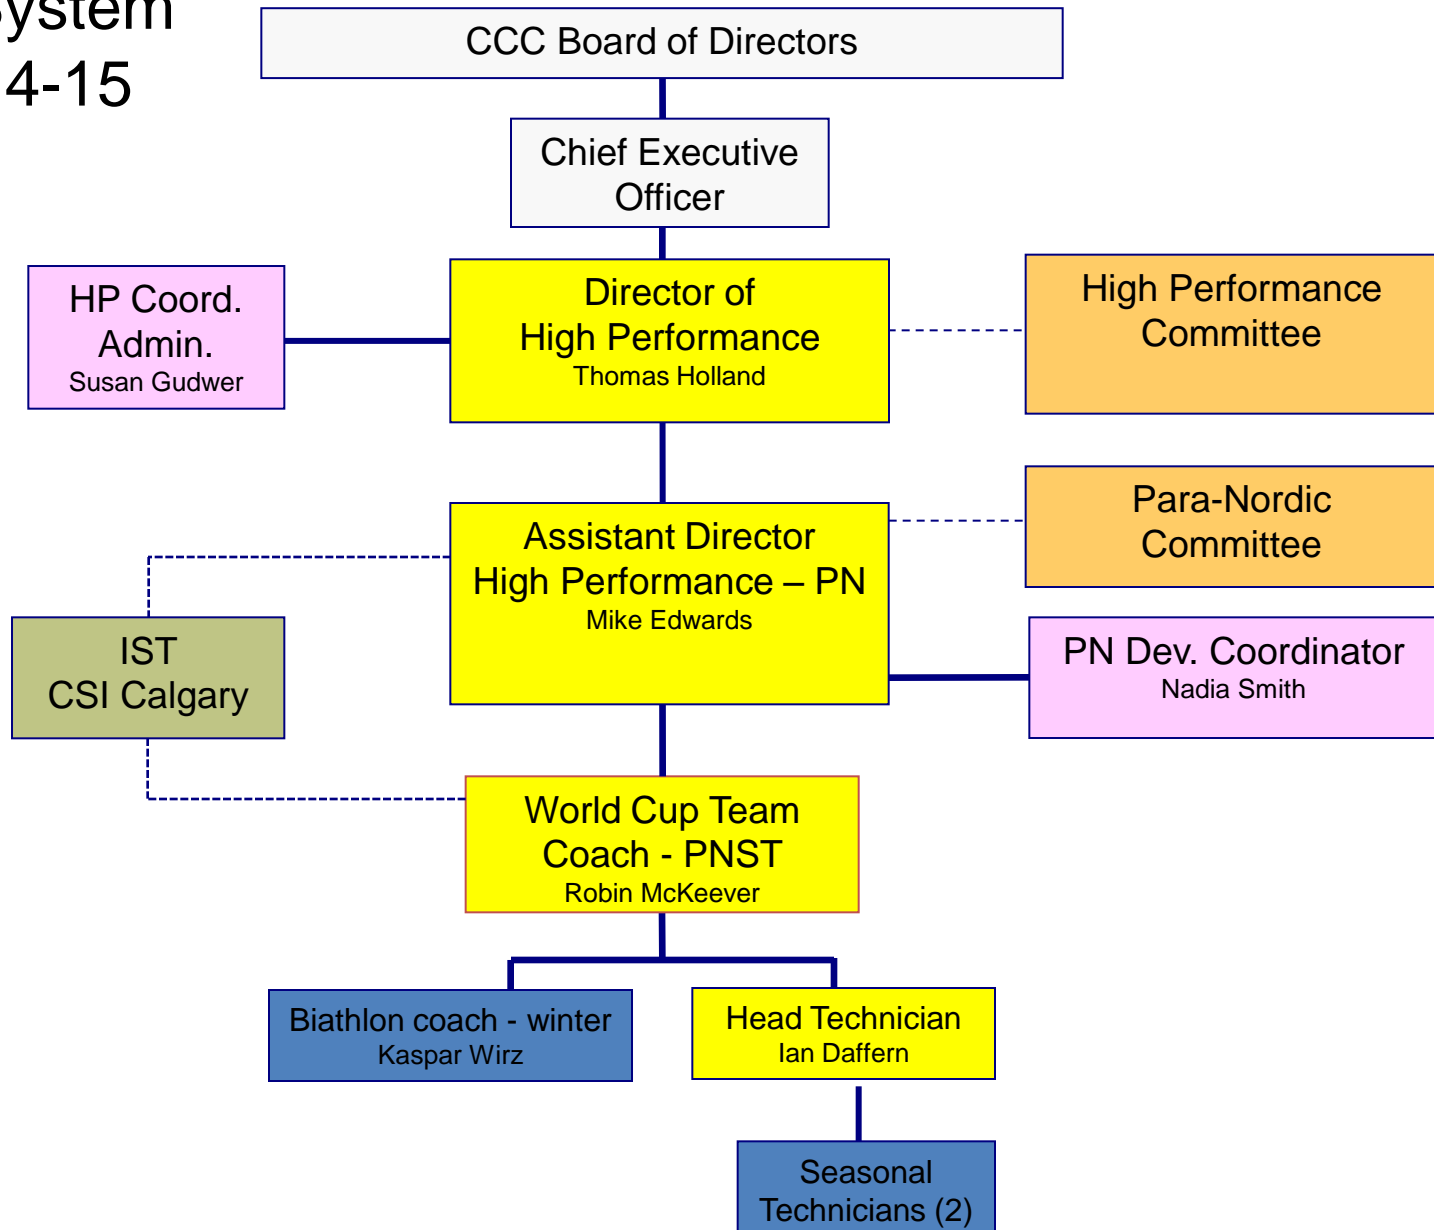 System
4-15
CCC Board of Directors
Chief Executive
Officer
HP Coord.
Admin.
Susan Gudwer
Director of
High Performance
Thomas Holland
High Performance
Committee
Assistant Director
High Performance – PN
Mike Edwards
Para-Nordic
Committee
IST
CSI Calgary
PN Dev. Coordinator
Nadia Smith
World Cup Team
Coach - PNST
Robin McKeever
Biathlon coach - winter
Kaspar Wirz
Head Technician
Ian Daffern
Seasonal
Technicians (2)